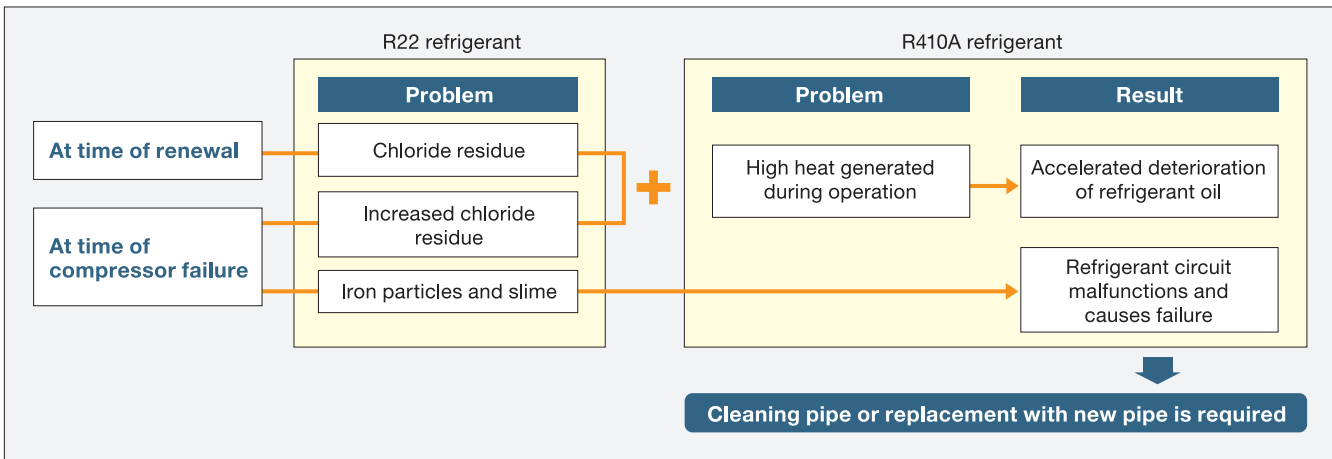 R22 refrigerant
R410A refrigerant
Problem
Problem
Result
At time of renewal
Chloride residue
High heat generated
during operation
Accelerated deterioration
of refrigerant oil
Increased chloride
residue
At time of
compressor failure
Iron particles and slime
Refrigerant circuit
malfunctions and
causes failure
Cleaning pipe or replacement with new pipe is required